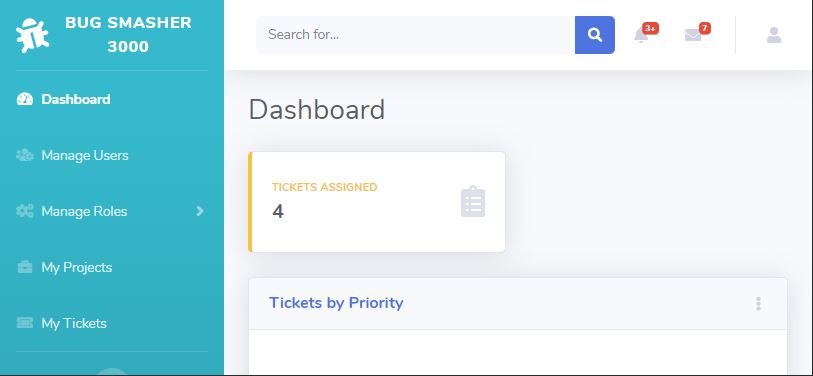 BUG SMASHER
3000
Search for...
3+
7
Dashboard
Manage Users
Manage Roles
My Projects
My Tickets
Dashboard
TICKETS ASSIGNED
4
Tickets by Priority